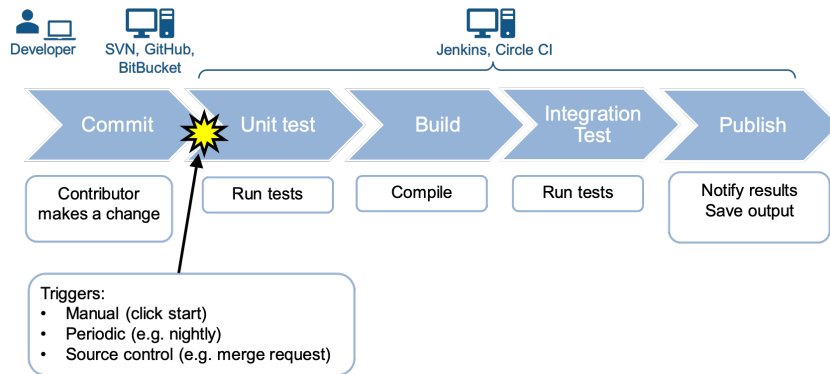 Developer
SVN, GitHub,
BitBucket
Jenkins, Circle CI
Commit
Unit test
Build
Integration
Test
Publish
Contributor
makes a change
Run tests
Compile
Run tests
Notify results
Save output
Triggers:
• Manual (click start)
• Periodic (e.g. nightly)
• Source control (e.g. merge request)